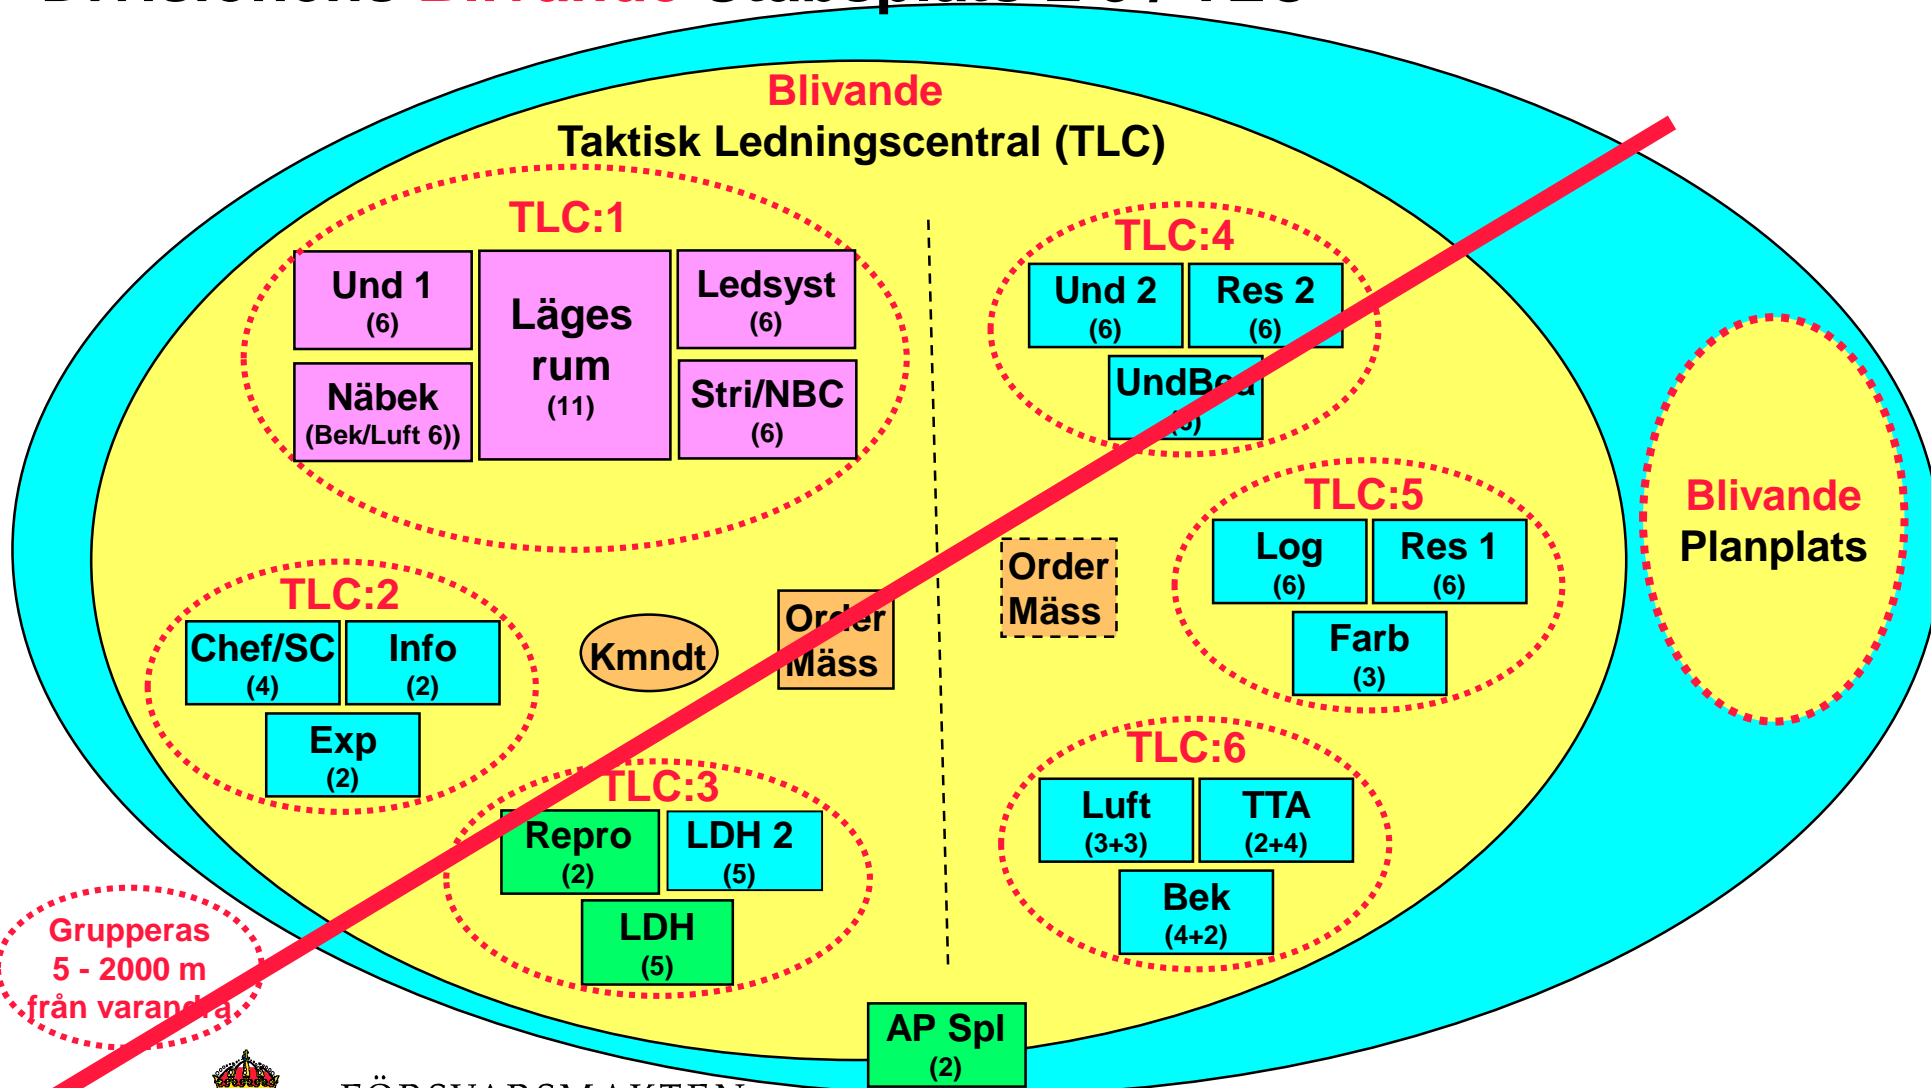 Blivande
Taktisk Ledningscentral (TLC)
TLC:1
Und 1
(6)
Läges
rum
(11)
Ledsyst
(6)
Näbek
(Bek/Luft 6))
Stri/NBC
(6)
TLC:4
Und 2
(6)
Res 2
(6)
UndBed
TLC:5
Log
(6)
Res 1
(6)
Farb
(3)
Blivande
Planplats
TLC:2
Chef/SC
(4)
Info
(2)
Exp
(2)
Kmndt
Order
Mäss
Order
Mäss
TLC:3
Repro
(2)
LDH 2
(5)
LDH
(5)
TLC:6
Luft
(3+3)
TTA
(2+4)
Bek
(4+2)
Grupperas
5 - 2000 m
från varandra
AP Spl
(2)
FÖRSVARSMAKTEN